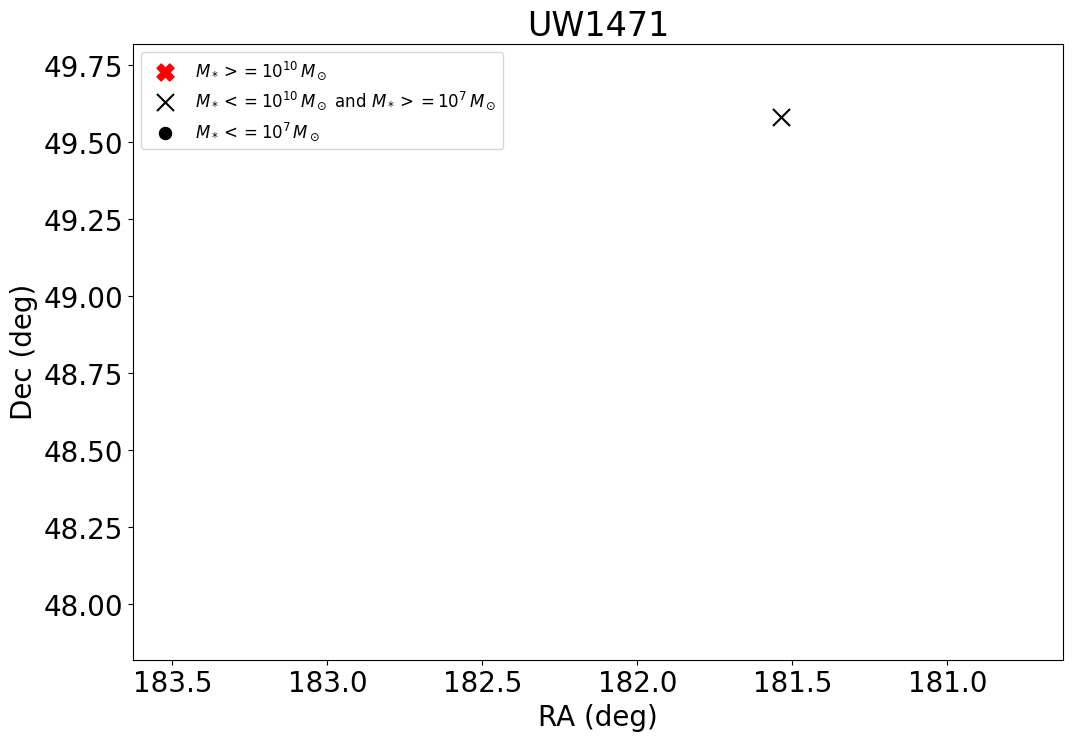 UW1471
M* >= 10^10 M⊙
M* <= 10^10 M⊙ and M* >= 10^7 M⊙
M* <= 10^7 M⊙
49.75
49.50
49.25
49.00
48.75
48.50
48.25
48.00
Dec (deg)
183.5 183.0 182.5 182.0 181.5 181.0
RA (deg)